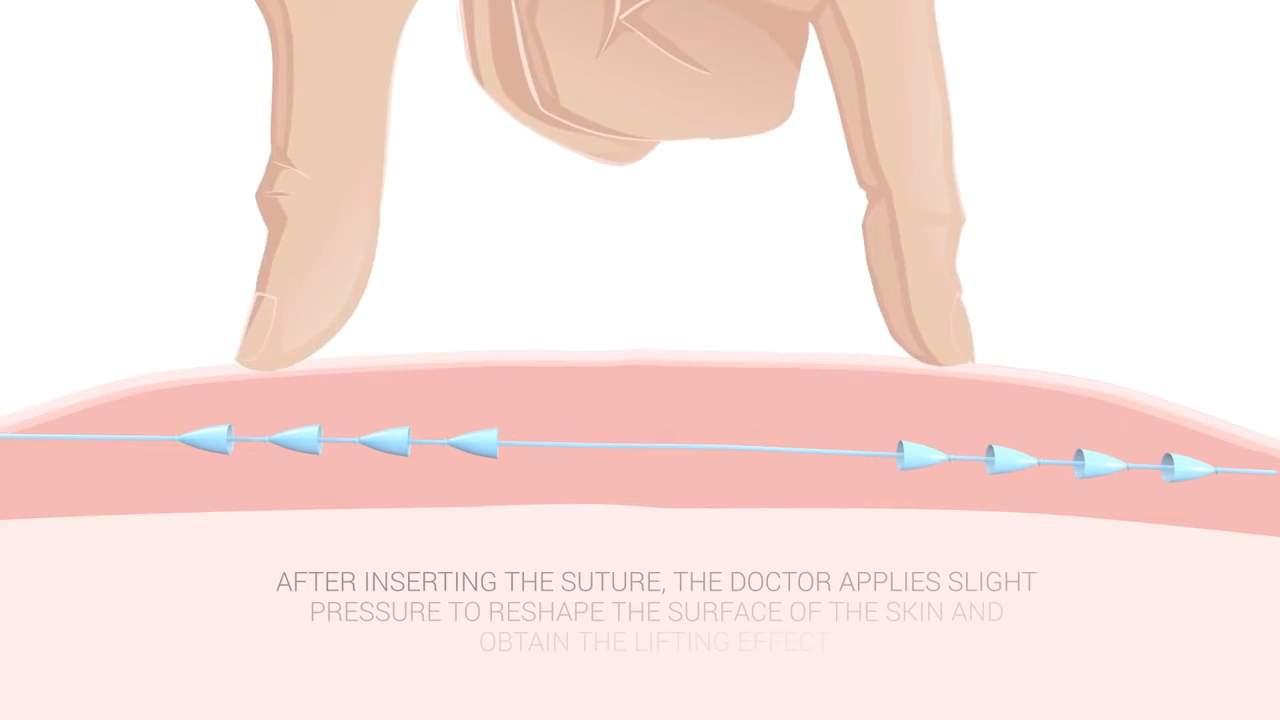 AFTER INSERTING THE SUTURE, THE DOCTOR APPLIES SLIGHT
PRESSURE TO RESHAPE THE SURFACE OF THE SKIN AND
OBTAIN THE LIFTING EFFECT